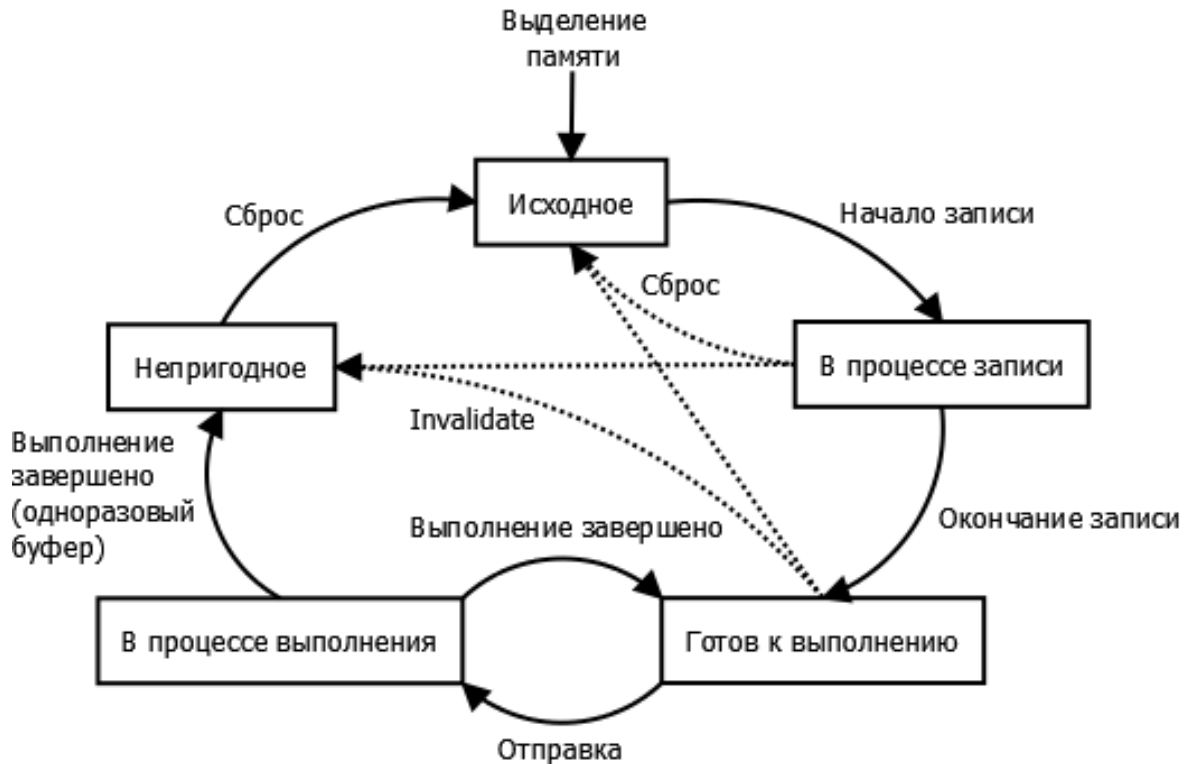 Выделение
памяти
Исходное
Сброс
Начало записи
Сброс
Непригодное
В процессе записи
Invalidate
Выполнение
завершено
(одноразовый
буфер)
Выполнение завершено
Окончание записи
В процессе выполнения
Готов к выполнению
Отправка